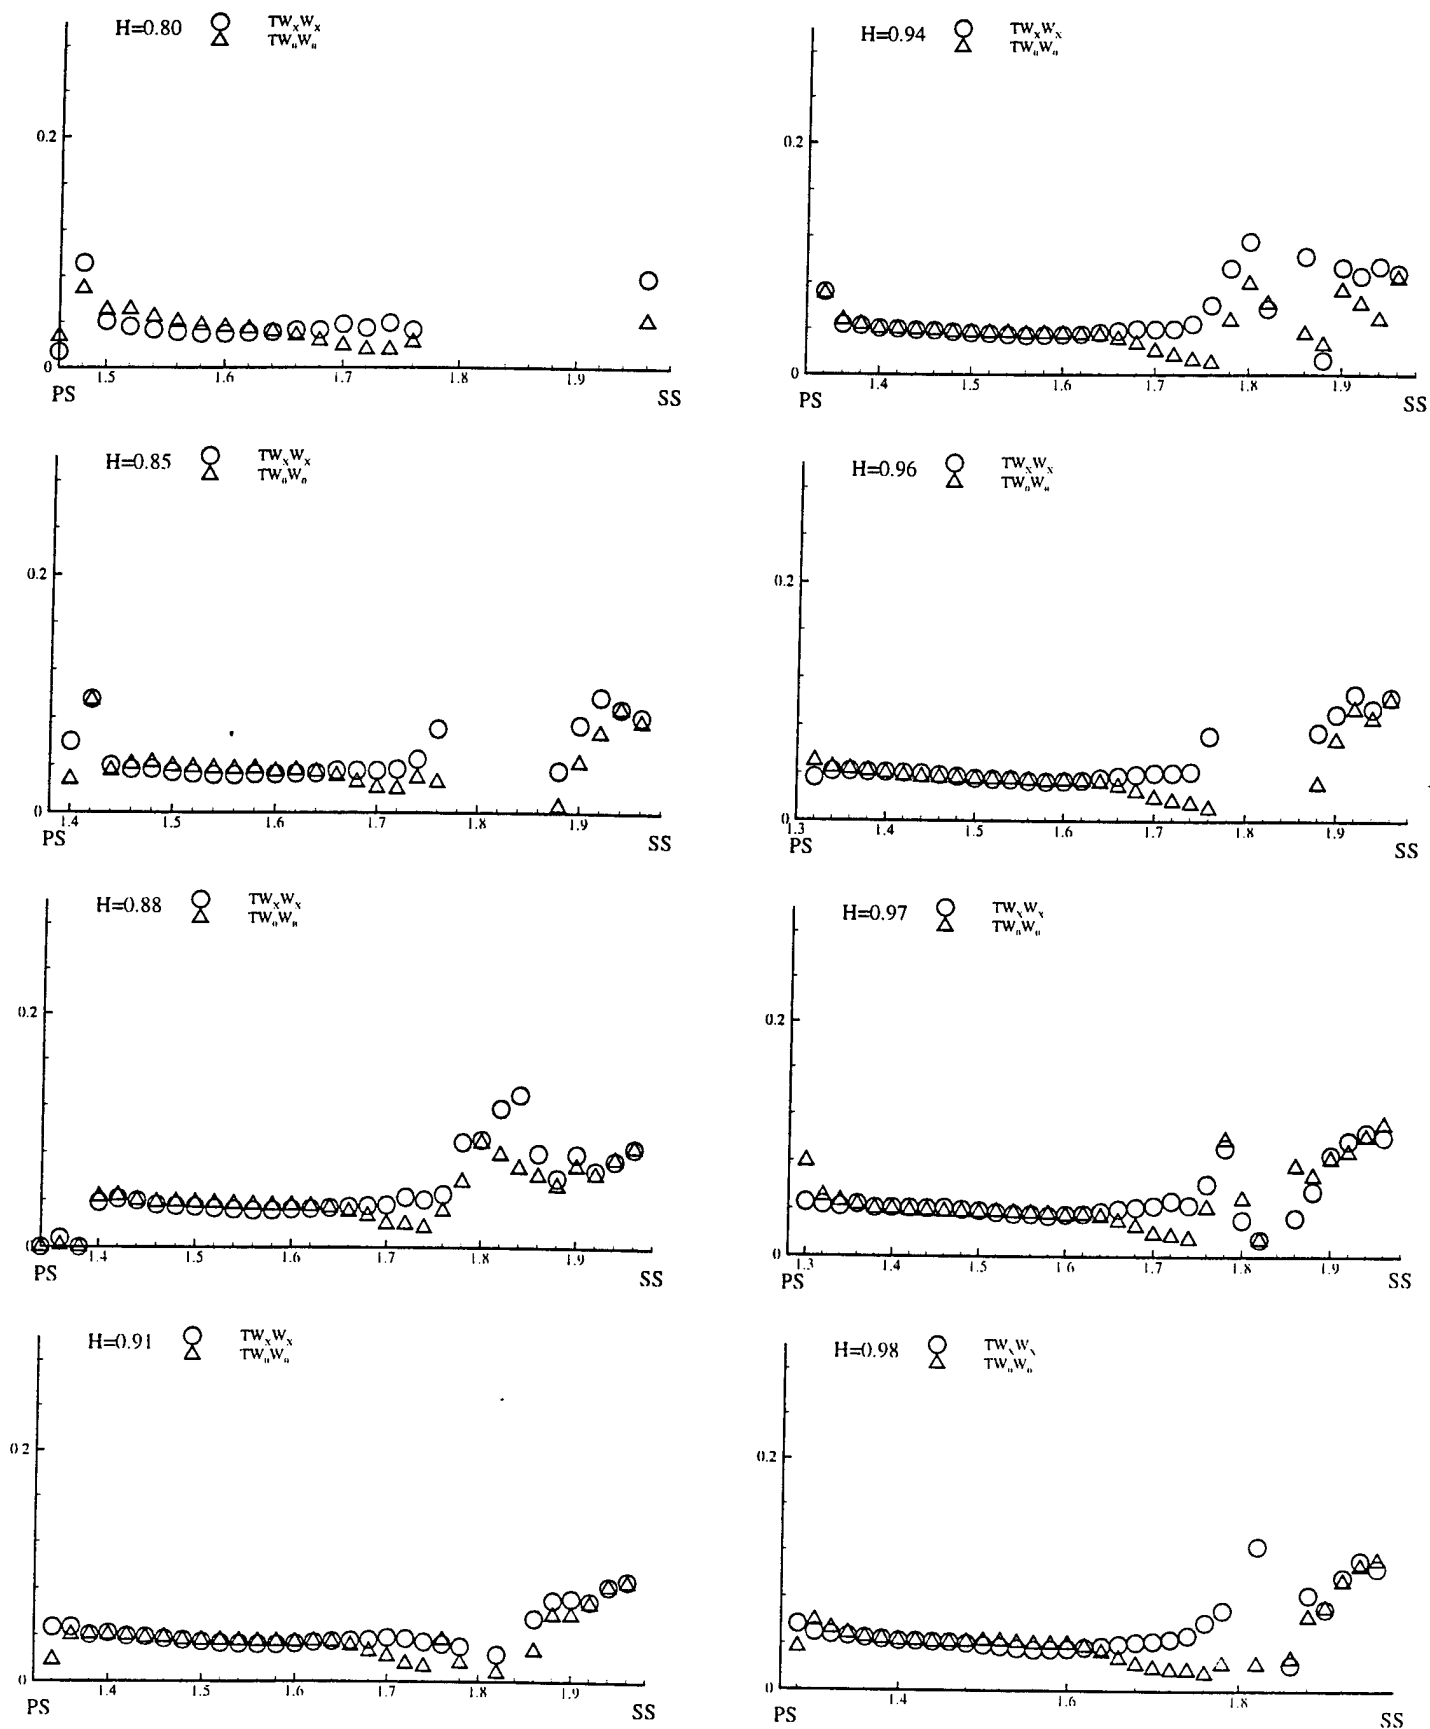 H=0.80 TWxWx
TWθWθ
0.2
0
1.5 1.6 1.7 1.8 1.9
PS SS
H=0.85 TWxWx
TWθWθ
0.2
0
1.4 1.5 1.6 1.7 1.8 1.9
PS SS
H=0.88 TWxWx
TWθWθ
0.2
0
1.4 1.5 1.6 1.7 1.8 1.9
PS SS
H=0.91 TWxWx
TWθWθ
0.2
0
1.4 1.5 1.6 1.7 1.8 1.9
PS SS
H=0.94 TWxWx
TWθWθ
0.2
0
1.4 1.5 1.6 1.7 1.8 1.9
PS SS
H=0.96 TWxWx
TWθWθ
0.2
0
1.3 1.4 1.5 1.6 1.7 1.8 1.9
PS SS
H=0.97 TWxWx
TWθWθ
0.2
0
1.3 1.4 1.5 1.6 1.7 1.8 1.9
PS SS
H=0.98 TWxWx
TWθWθ
0.2
0
1.4 1.6 1.8
PS SS